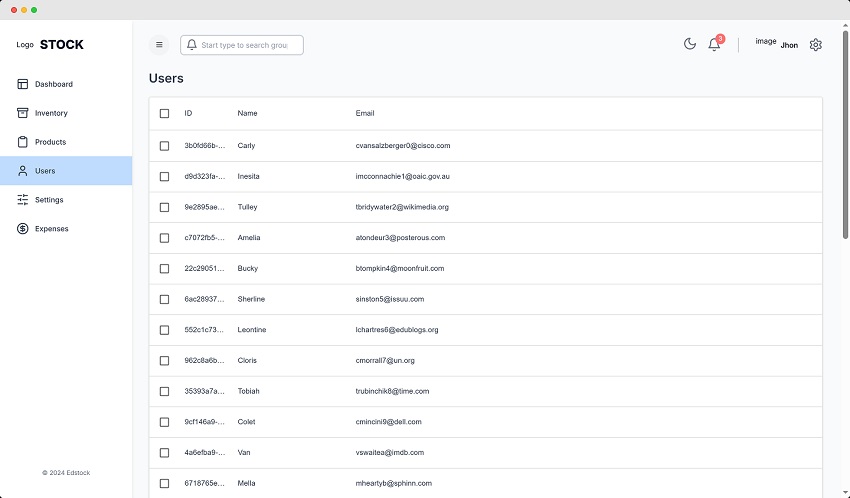 Logo STOCK
Dashboard
Inventory
Products
Users
Settings
Expenses
© 2024 Edstock
Start type to search grou
3
image Jhon
Users
ID Name Email
3b0fd66b-... Carly cvansalzberger0@cisco.com
d9d323fa-... Inesita imcconnachie1@oaic.gov.au
9e2895ae... Tulley tbridywater2@wikimedia.org
c7072fb5-... Amelia atondeur3@posterous.com
22c29051... Bucky btompkin4@moonfruit.com
6ac28937... Sherline sinston5@issuu.com
552c1c73... Leontine lchartres6@edublogs.org
962c8a6b... Cloris cmorrall7@un.org
35393a7a... Tobiah trubinchik8@time.com
9cf146a9-... Colet cmincini9@dell.com
4a6efba9-... Van vswaitea@imdb.com
6718765e... Mella mheartyb@sphinn.com